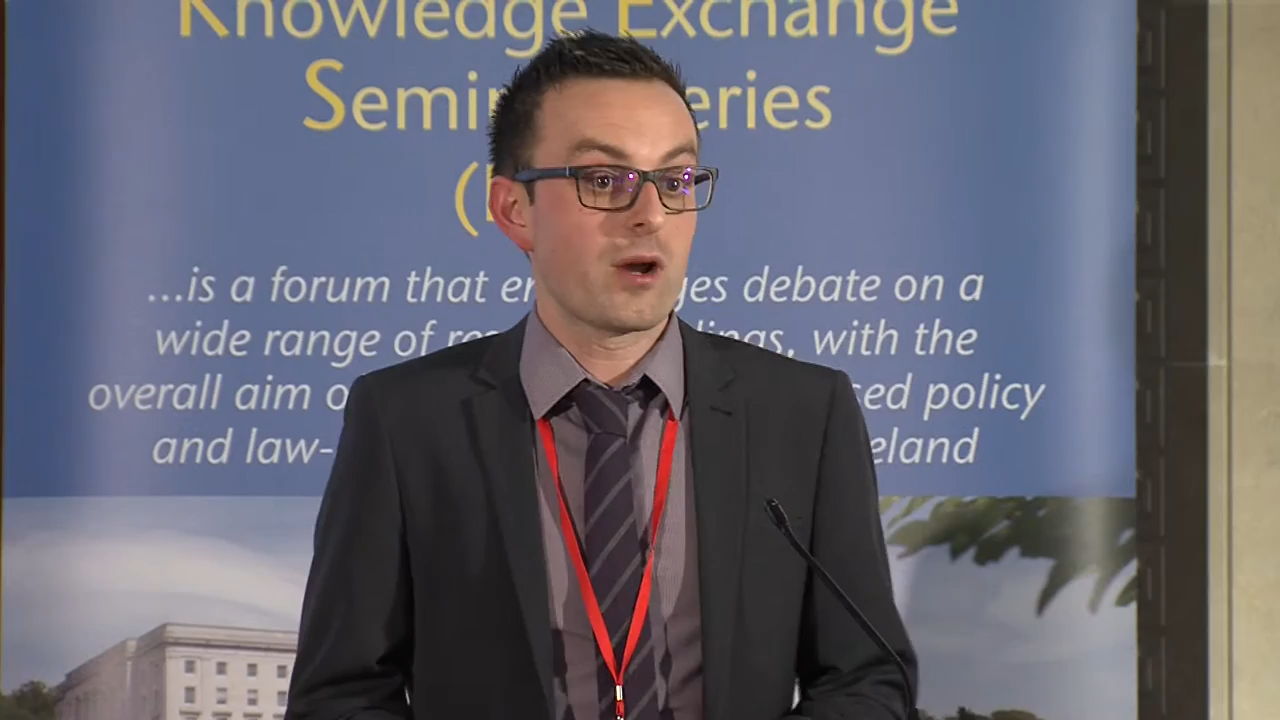 Knowledge Exchange
Semi eries
(
...is a forum that en ges debate on a
wide range of re dings, with the
overall aim o sed policy
and law- eland